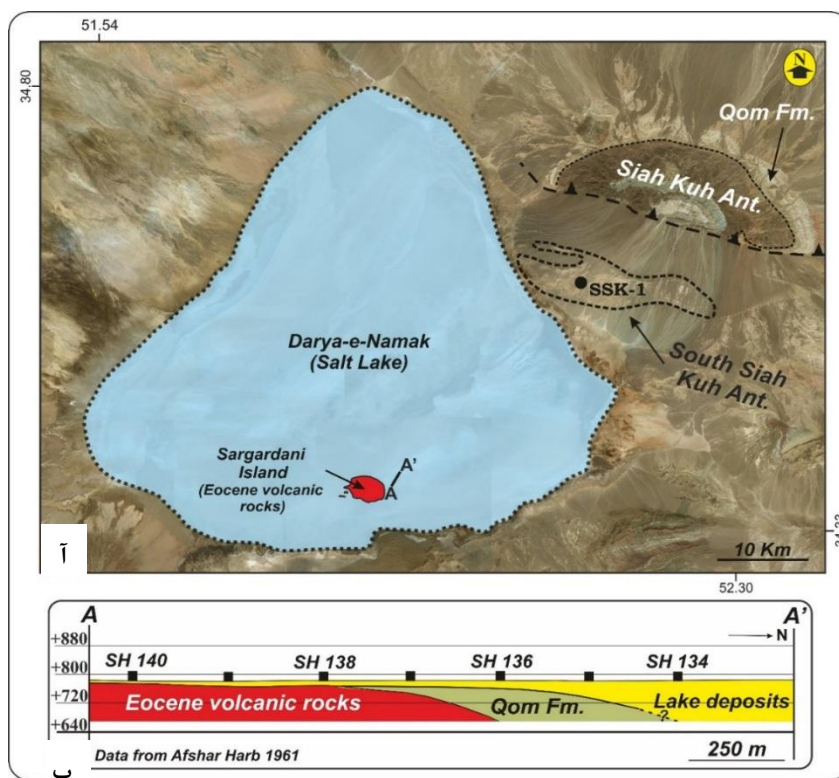 51.54
34.80
N
Qom Fm.
Siah Kuh Ant.
SSK-1
South Siah
Kuh Ant.
Darya-e-Namak
(Salt Lake)
Sargardani
Island
(Eocene volcanic
rocks)
A'
A
آ
10 Km
52.30
A
A'
N
+880
+800
+720
+640
SH 140
SH 138
SH 136
SH 134
Eocene volcanic rocks
Qom Fm.
-?-
Lake deposits
Data from Afshar Harb 1961
250 m